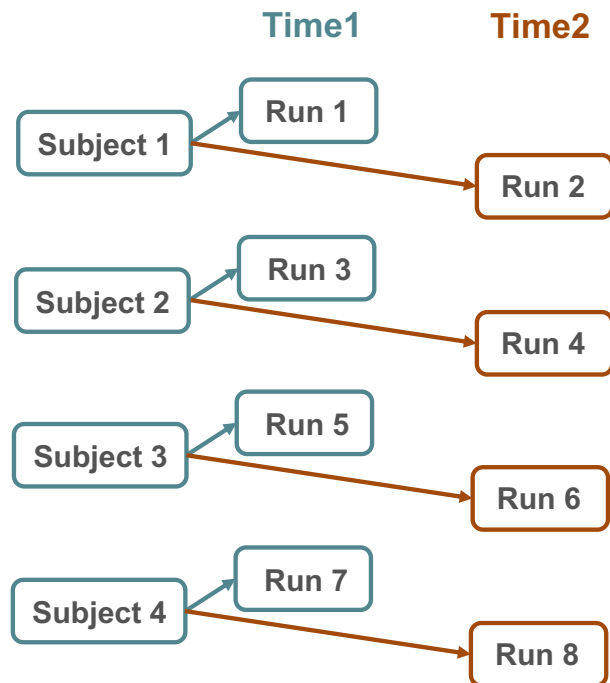 Time1 Time2
Run 1
Subject 1
Run 2
Run 3
Subject 2
Run 4
Run 5
Subject 3
Run 6
Run 7
Subject 4
Run 8